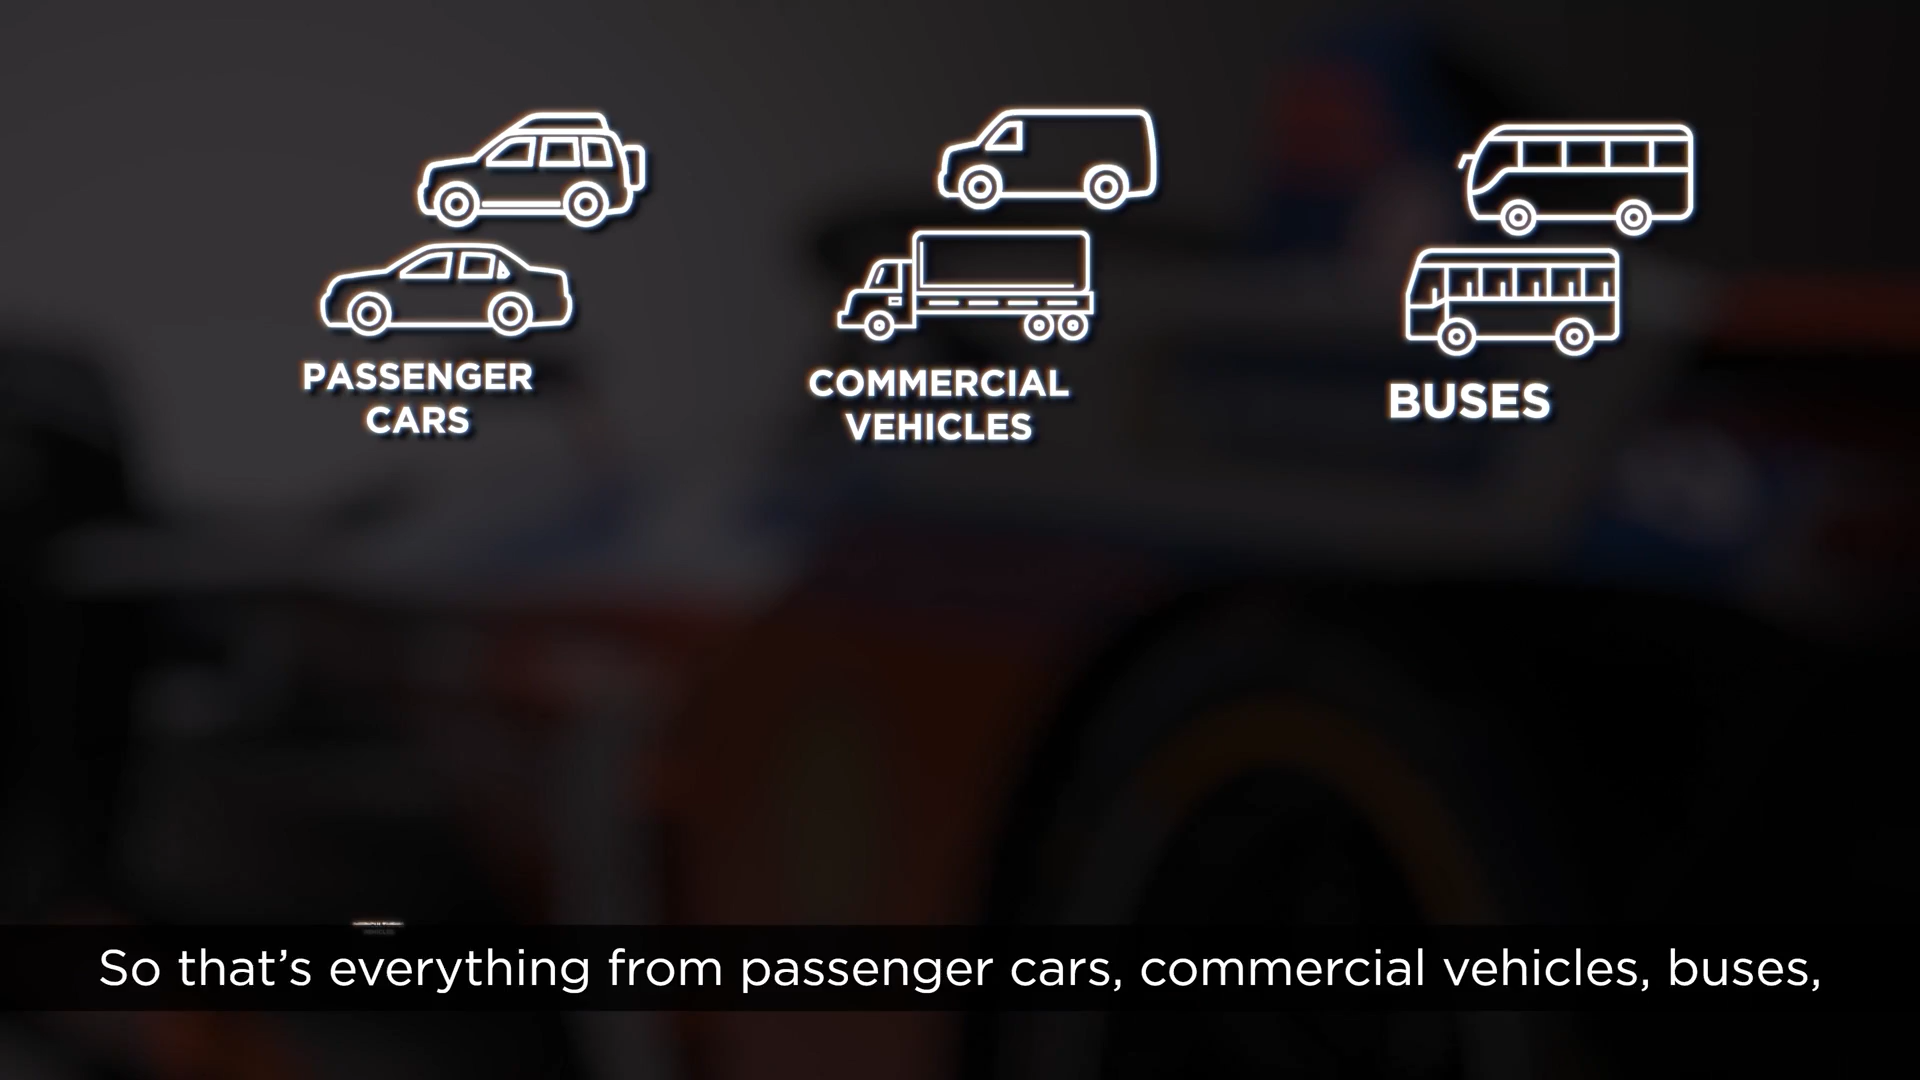 PASSENGER
CARS
COMMERCIAL
VEHICLES
BUSES
So that’s everything from passenger cars, commercial vehicles, buses,